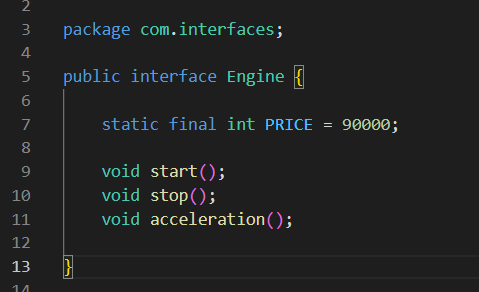 2
3 package com.interfaces;
4
5 public interface Engine {
6
7 static final int PRICE = 90000;
8
9 void start();
10 void stop();
11 void acceleration();
12
13 }
14